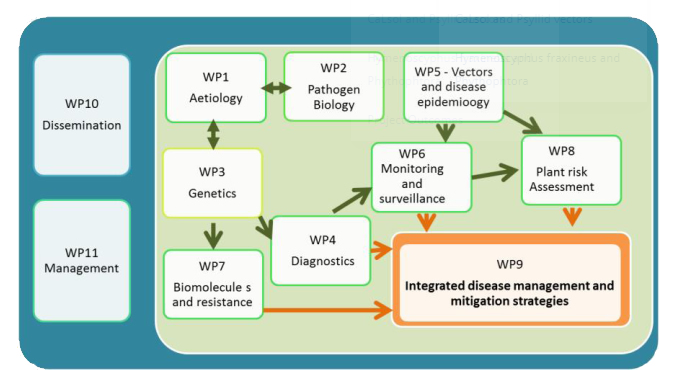 WP10
Dissemination
WP11
Management
WP1
Aetiology
WP2
Pathogen
Biology
WP5 - Vectors
and disease
epidemioogy
WP3
Genetics
WP6
Monitoring
and
surveillance
WP8
Plant risk
Assessment
WP4
Diagnostics
WP7
Biomolecule s
and resistance
WP9
Integrated disease management and
mitigation strategies